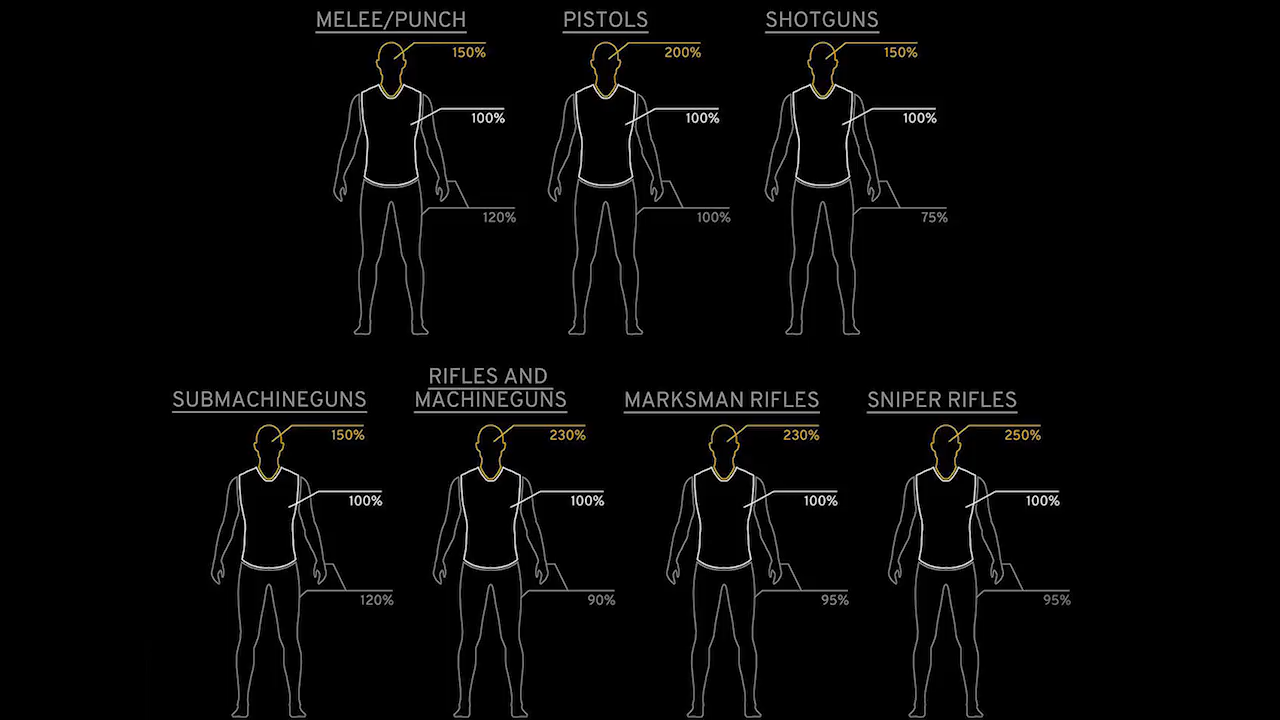 MELEE/PUNCH
150%
100%
120%
PISTOLS
200%
100%
100%
SHOTGUNS
150%
100%
75%
SUBMACHINEGUNS
150%
100%
120%
RIFLES AND
MACHINEGUNS
230%
100%
90%
MARKSMAN RIFLES
230%
100%
95%
SNIPER RIFLES
250%
100%
95%